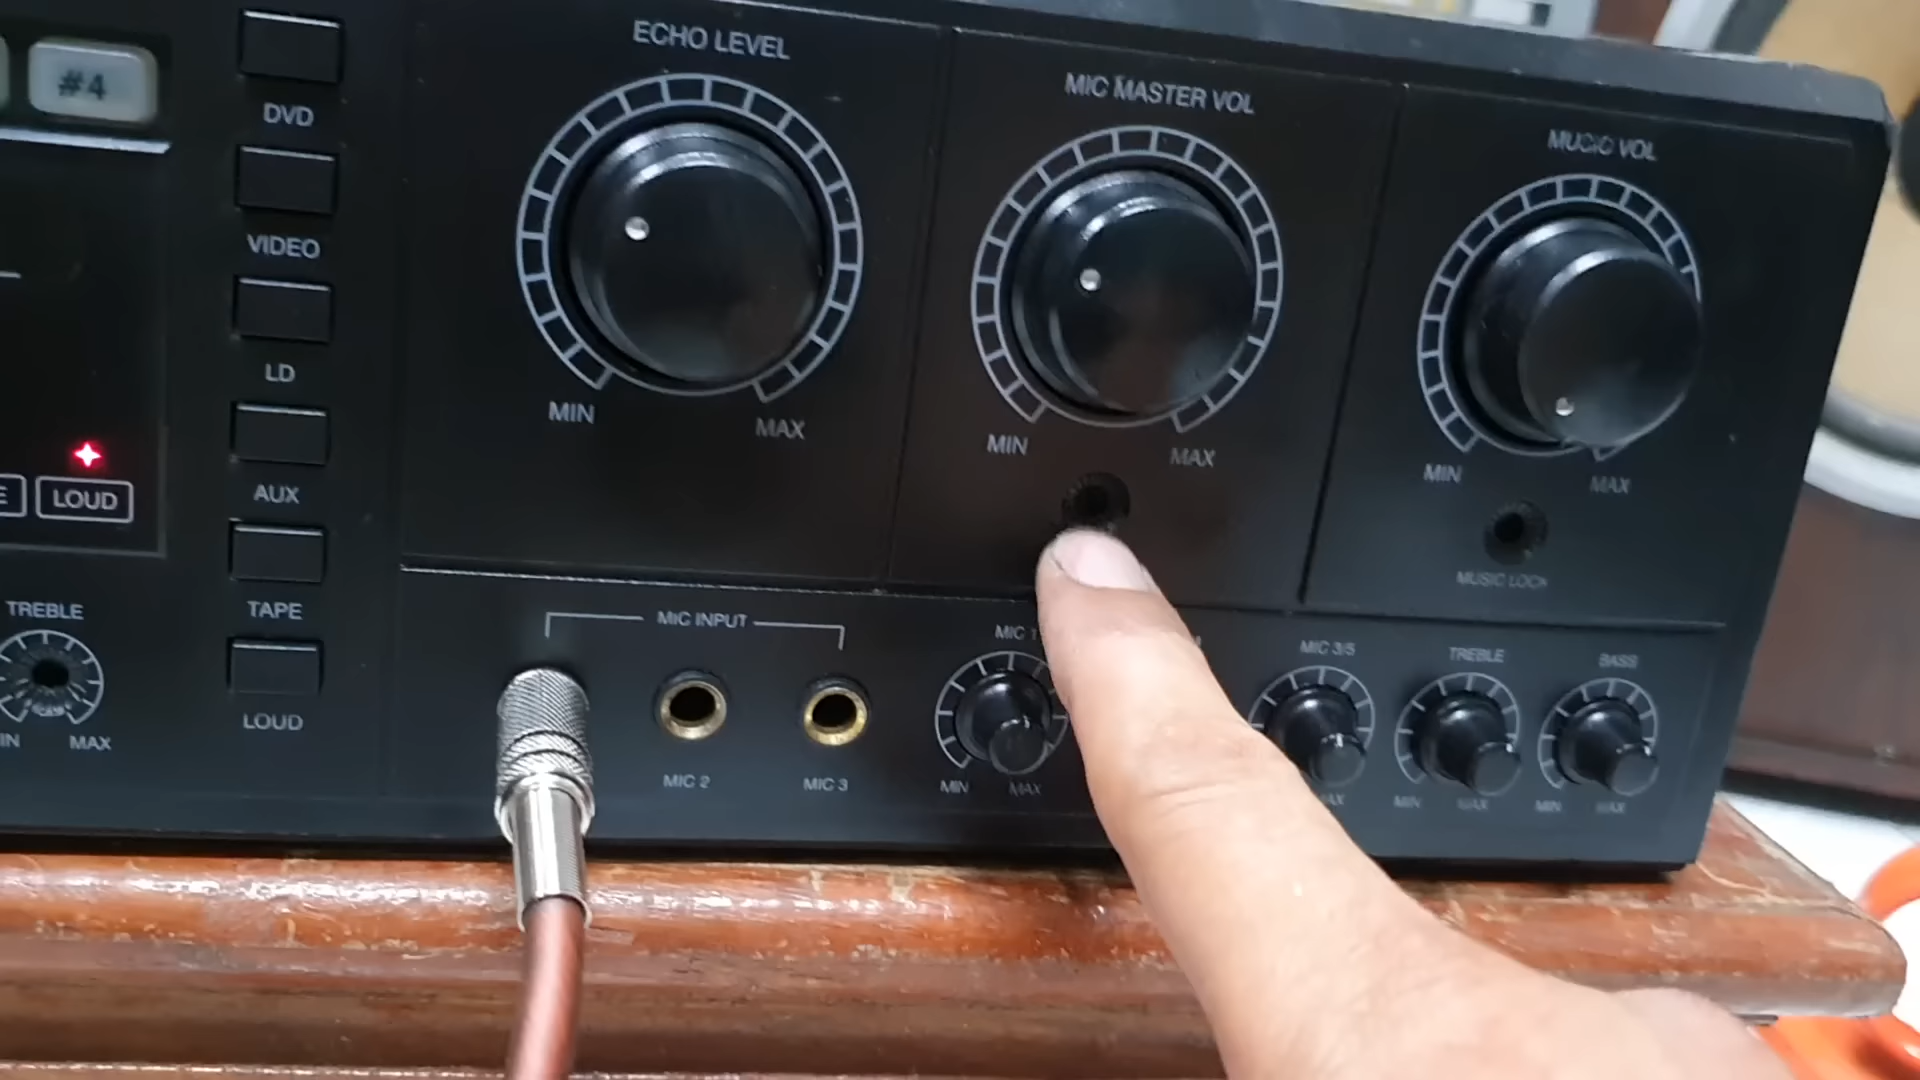 #4
DVD
VIDEO
LD
AUX
TAPE
LOUD
LOUD
TREBLE
MAX
ECHO LEVEL
MIN
MAX
MIC MASTER VOL
MIN
MAX
MUSIC VOL
MIN
MAX
MUSIC LOCK
MIC INPUT
MIC 2
MIC 3
MIC 1
MIN
MAX
MIC 3/5
TREBLE
MIN
MAX
BASS
MIN
MAX